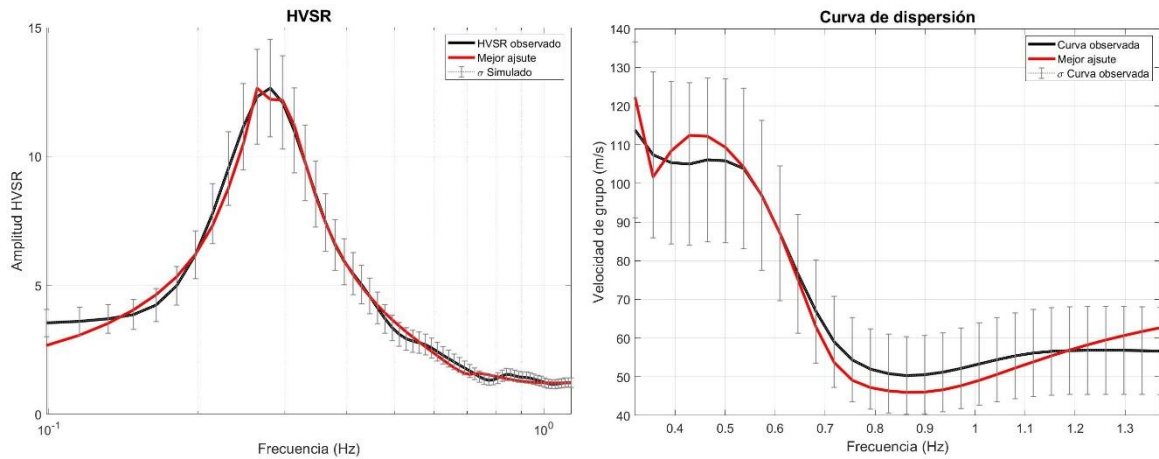 HVSR
HVSR observado
Mejor ajsute
σ Simulado
15
10
5
0
Amplitud HVSR
10⁻¹
10⁰
Frecuencia (Hz)
Curva de dispersión
Curva observada
Mejor ajsute
σ Curva observada
140
130
120
110
100
90
80
70
60
50
40
Velocidad de grupo (m/s)
0.4 0.5 0.6 0.7 0.8 0.9 1 1.1 1.2 1.3
Frecuencia (Hz)